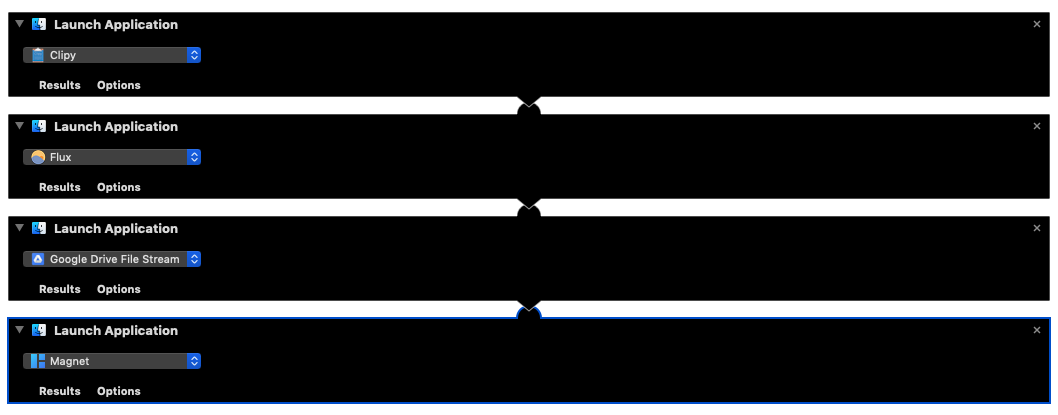 Launch Application
Clipy
Results Options
Launch Application
Flux
Results Options
Launch Application
Google Drive File Stream
Results Options
Launch Application
Magnet
Results Options